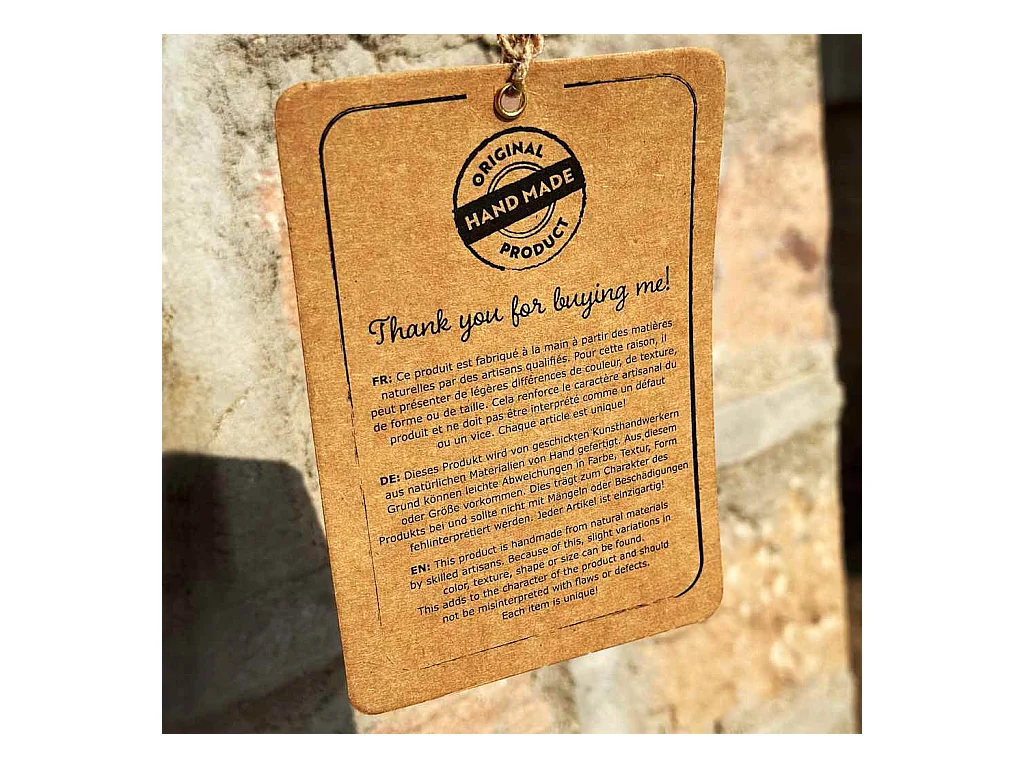 ORIGINAL
HAND MADE
PRODUCT
Thank you for buying me!
FR: Ce produit est fabriqué à la main à partir des matières
naturelles par des artisans qualifiés. Pour cette raison, il
peut présenter de légères différences de couleur, de texture,
de forme ou de taille. Cela renforce le caractère artisanal du
produit et ne doit pas être interprété comme un défaut
ou un vice. Chaque article est unique!
DE: Dieses Produkt wird von geschickten Kunsthandwerkern
aus natürlichen Materialien von Hand gefertigt. Aus diesem
Grund können leichte Abweichungen in Farbe, Textur, Form
oder Größe vorkommen. Dies trägt zum Charakter des
Produkts bei und sollte nicht mit Mängeln oder Beschädigungen
fehlinterpretiert werden. Jeder Artikel ist einzigartig!
EN: This product is handmade from natural materials
by skilled artisans. Because of this, slight variations in
color, texture, shape or size can be found.
This adds to the character of the product and should
not be misinterpreted with flaws or defects.
Each item is unique!